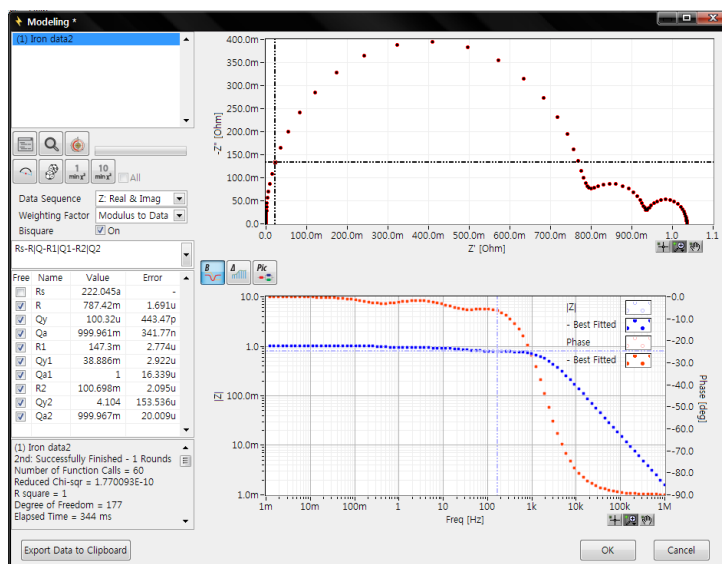 Modeling *
(1) Iron data2
1
min χ²
10
min χ²
All
Data Sequence Z: Real & Imag
Weighting Factor Modulus to Data
Bisquare On
Rs-R|Q-R1|Q1-R2|Q2
Free Name Value Error
Rs 222.045a -
R 787.42m 1.691u
Qy 100.32u 443.47p
Qa 999.961m 341.77n
R1 147.3m 2.774u
Qy1 38.886m 2.922u
Qa1 1 16.339u
R2 100.698m 2.095u
Qy2 4.104 153.536u
Qa2 999.967m 20.009u
(1) Iron data2
2nd: Successfully Finished - 1 Rounds
Number of Function Calls = 60
Reduced Chi-sqr = 1.770093E-10
R square = 1
Degree of Freedom = 177
Elapsed Time = 344 ms
Export Data to Clipboard
-Z" [Ohm]
400.0m
350.0m
300.0m
250.0m
200.0m
150.0m
100.0m
50.0m
0.0
0.0 100.0m 200.0m 300.0m 400.0m 500.0m 600.0m 700.0m 800.0m 900.0m 1.0 1.1
Z' [Ohm]
B
Δ
Pic
|Z|
10.0
1.0
100.0m
10.0m
1.0m
|Z|
- Best Fitted
Phase
- Best Fitted
-0.0
-10.0
-20.0
-30.0
-40.0
-50.0
-60.0
-70.0
-80.0
-90.0
Phase [deg]
1m 10m 100m 1 10 100 1k 10k 100k 1M
Freq [Hz]
OK
Cancel